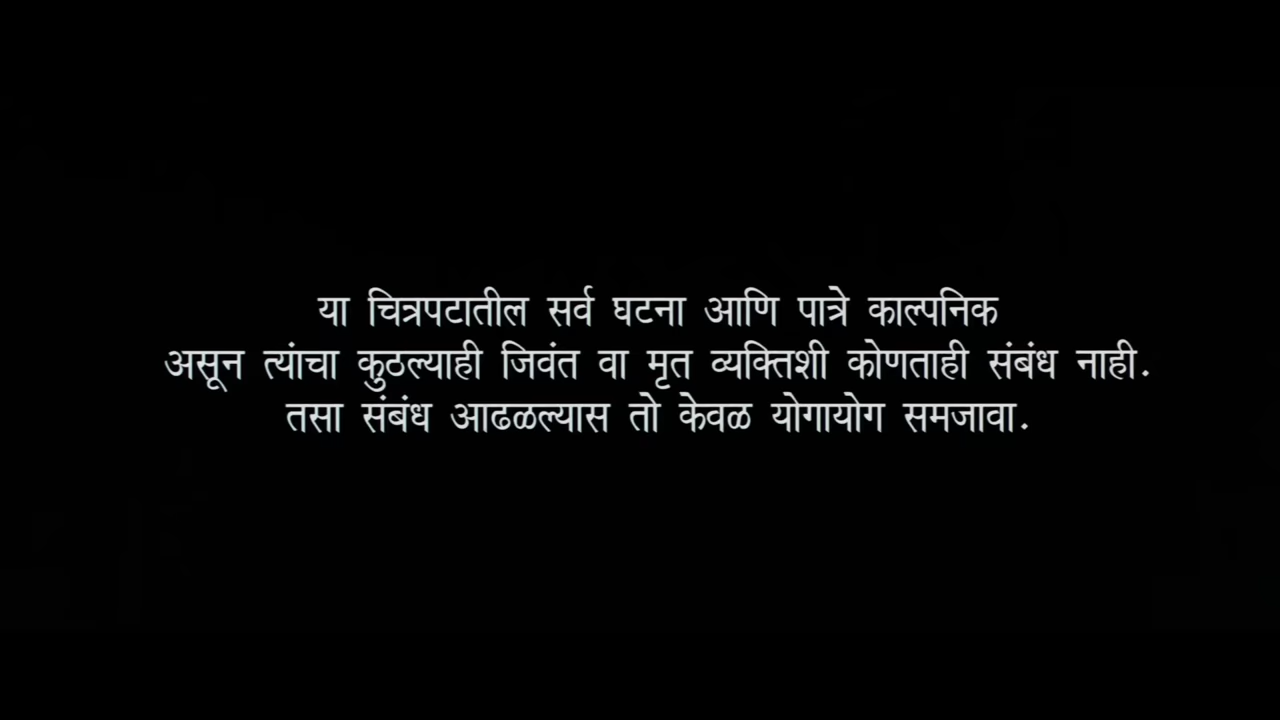 या चित्रपटातील सर्व घटना आणि पात्रे काल्पनिक
असून त्यांचा कुठल्याही जिवंत वा मृत व्यक्तिशी कोणताही संबंध नाही.
तसा संबंध आढळल्यास तो केवळ योगायोग समजावा.